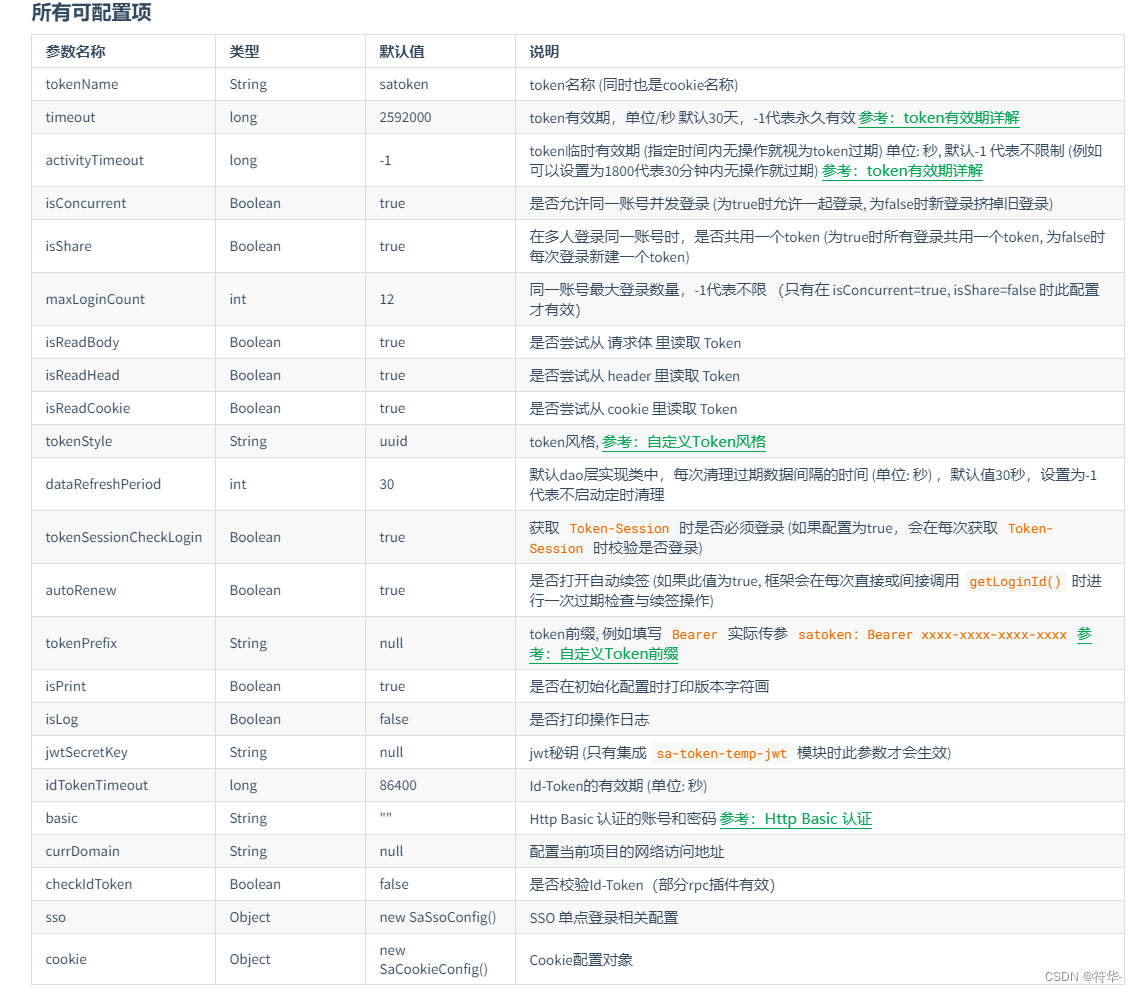 所有可配置项
参数名称 类型 默认值 说明
tokenName String satoken token名称 (同时也是cookie名称)
timeout long 2592000 token有效期，单位/秒 默认30天，-1代表永久有效 参考：token有效期详解
activityTimeout long -1 token临时有效期 (指定时间内无操作就视为token过期) 单位: 秒, 默认-1 代表不限制 (例如
可以设置为1800代表30分钟内无操作就过期) 参考：token有效期详解
isConcurrent Boolean true 是否允许同一账号并发登录 (为true时允许一起登录, 为false时新登录挤掉旧登录)
isShare Boolean true 在多人登录同一账号时，是否共用一个token (为true时所有登录共用一个token, 为false时
每次登录新建一个token)
maxLoginCount int 12 同一账号最大登录数量，-1代表不限 （只有在 isConcurrent=true, isShare=false 时此配置
才有效）
isReadBody Boolean true 是否尝试从 请求体 里读取 Token
isReadHead Boolean true 是否尝试从 header 里读取 Token
isReadCookie Boolean true 是否尝试从 cookie 里读取 Token
tokenStyle String uuid token风格, 参考：自定义Token风格
dataRefreshPeriod int 30 默认dao层实现类中，每次清理过期数据间隔的时间 (单位: 秒) ，默认值30秒，设置为-1
代表不启动定时清理
tokenSessionCheckLogin Boolean true 获取 Token-Session 时是否必须登录 (如果配置为true，会在每次获取 Token-
Session 时校验是否登录)
autoRenew Boolean true 是否打开自动续签 (如果此值为true, 框架会在每次直接或间接调用 getLoginId() 时进
行一次过期检查与续签操作)
tokenPrefix String null token前缀, 例如填写 Bearer 实际传参 satoken: Bearer xxxx-xxxx-xxxx-xxxx 参
考：自定义Token前缀
isPrint Boolean true 是否在初始化配置时打印版本字符画
isLog Boolean false 是否打印操作日志
jwtSecretKey String null jwt秘钥 (只有集成 sa-token-temp-jwt 模块时此参数才会生效)
idTokenTimeout long 86400 Id-Token的有效期 (单位: 秒)
basic String "" Http Basic 认证的账号和密码 参考：Http Basic 认证
currDomain String null 配置当前项目的网络访问地址
checkIdToken Boolean false 是否校验Id-Token（部分rpc插件有效）
sso Object new SaSsoConfig() SSO 单点登录相关配置
cookie Object new
SaCookieConfig() Cookie配置对象
CSDN @符华-